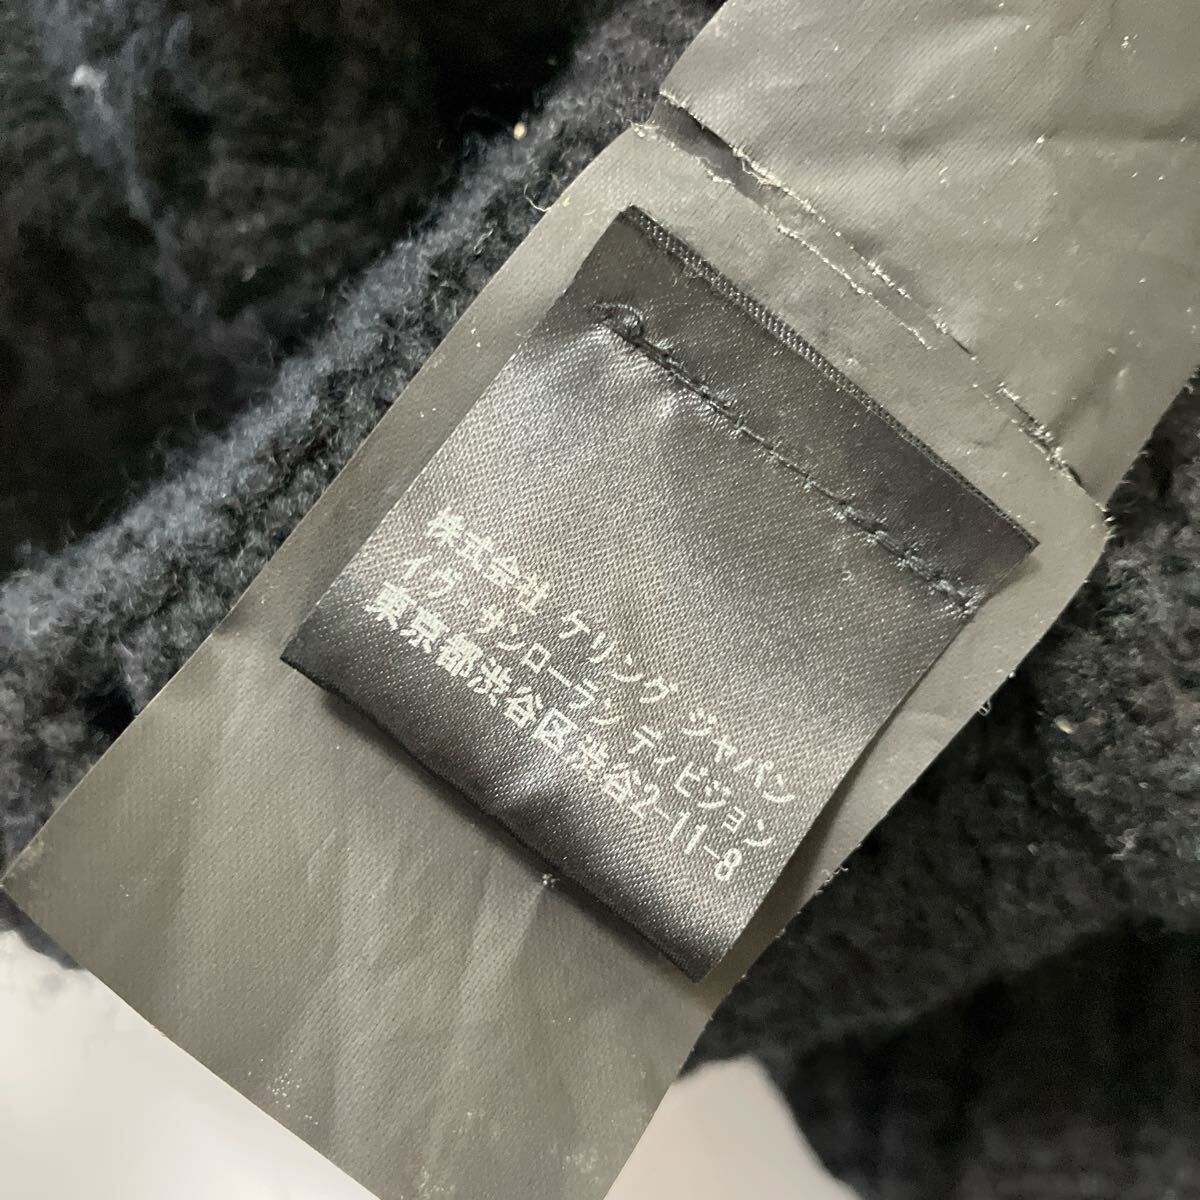 株式会社 ケリング ジャパン
イヴ・サンローラン ディビジョン
東京都渋谷区渋谷2-11-8